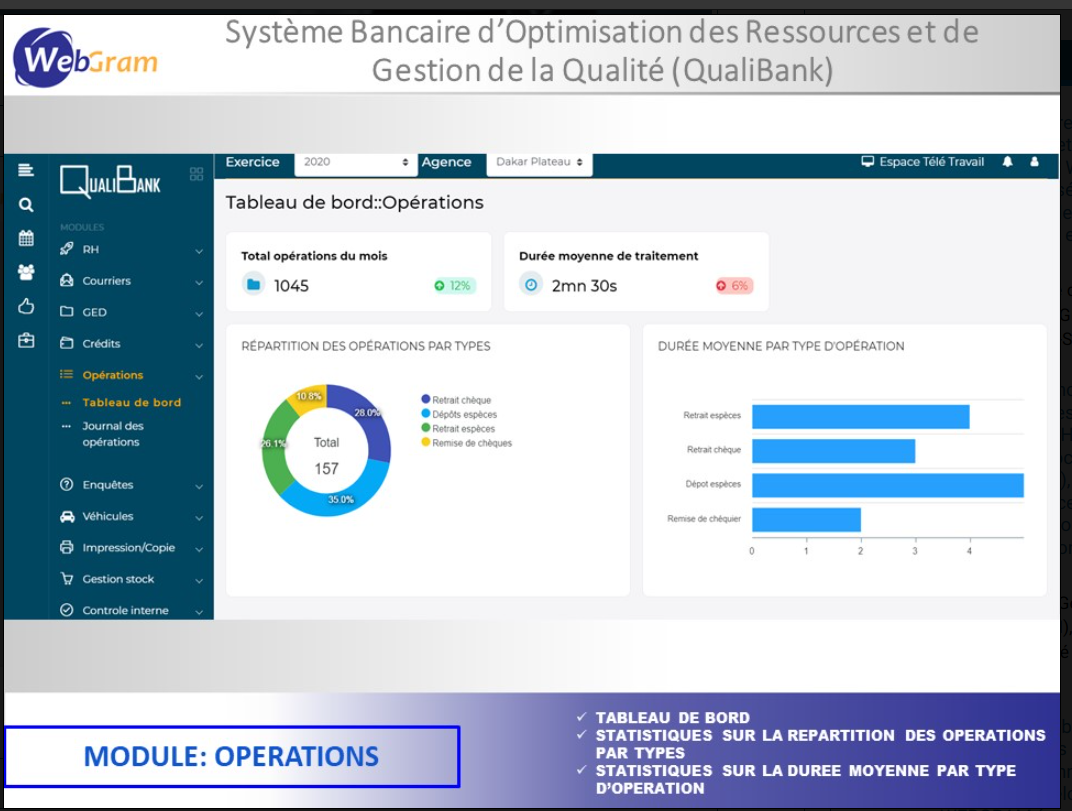 WebGram
Système Bancaire d'Optimisation des Ressources et de
Gestion de la Qualité (QualiBank)
Exercice 2020 Agence Dakar Plateau Espace Télé Travail
QUALIBANK
MODULES
RH
Courriers
GED
Crédits
Opérations
Tableau de bord
Journal des
opérations
Enquêtes
Véhicules
Impression/Copie
Gestion stock
Controle interne
Tableau de bord::Opérations
Total opérations du mois
1045 12%
Durée moyenne de traitement
2mn 30s 6%
RÉPARTITION DES OPÉRATIONS PAR TYPES
10.8%
28.0%
26.1%
35.0%
Total
157
Retrait chèque
Dépôts espèces
Retrait espèces
Remise de chèques
DURÉE MOYENNE PAR TYPE D'OPÉRATION
Retrait espèces
Retrait chèque
Dépot espèces
Remise de chéquier
0 1 2 3 4
MODULE: OPERATIONS
✓ TABLEAU DE BORD
✓ STATISTIQUES SUR LA REPARTITION DES OPERATIONS
PAR TYPES
✓ STATISTIQUES SUR LA DUREE MOYENNE PAR TYPE
D'OPERATION